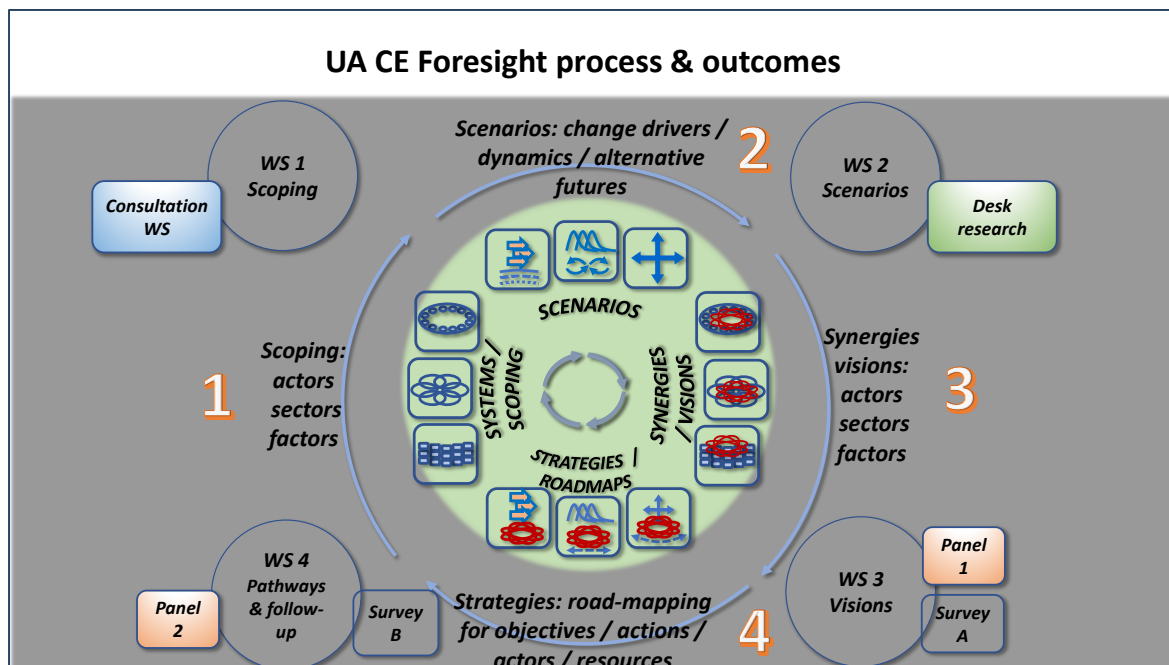 UA CE Foresight process & outcomes
WS 1
Scoping
Consultation
WS
Scenarios: change drivers /
dynamics / alternative
futures
2
WS 2
Scenarios
Desk
research
1
Scoping:
actors
sectors
factors
SCENARIOS
SYSTEMS /
SCOPING
SYNERGIES
/ VISIONS
STRATEGIES /
ROADMAPS
Synergies
visions:
actors
sectors
factors
3
WS 4
Pathways
& follow-
up
Panel
2
Survey
B
Strategies: road-mapping
for objectives / actions /
actors / resources
4
WS 3
Visions
Panel
1
Survey
A